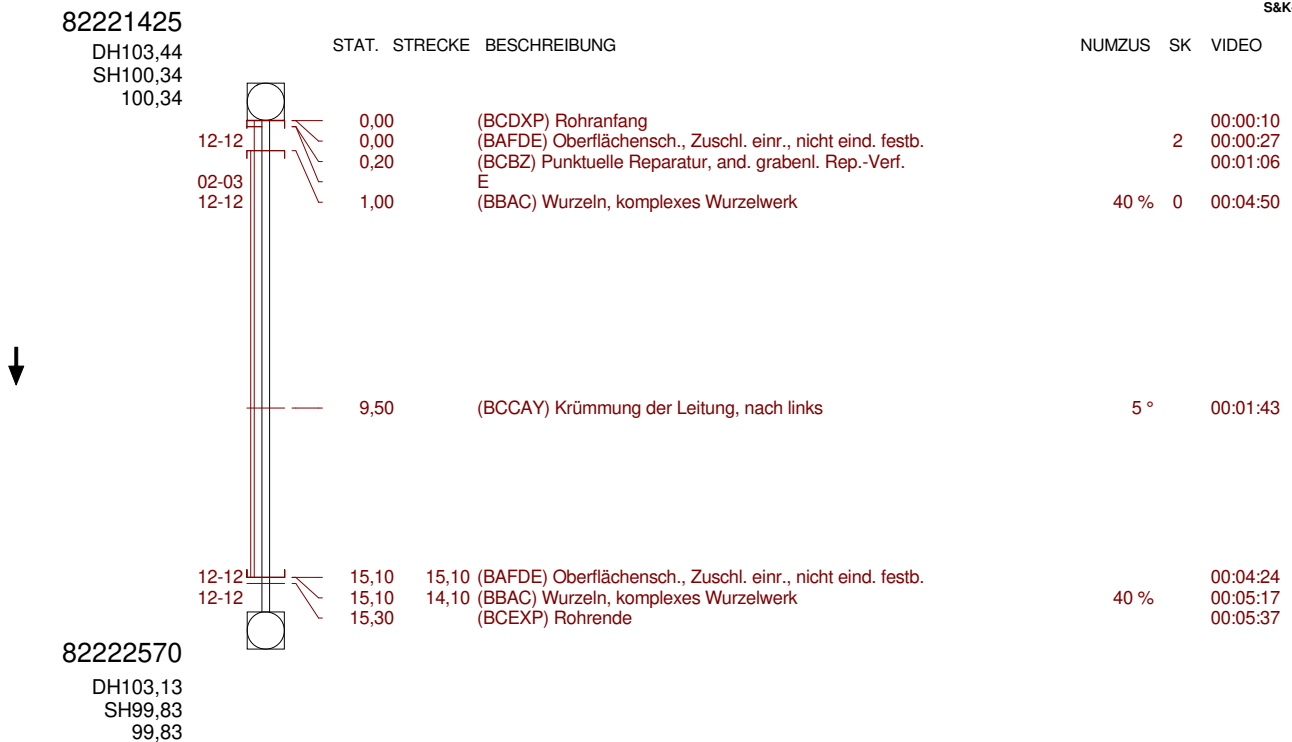 S&K
82221425
DH103,44
SH100,34
100,34
STAT. STRECKE BESCHREIBUNG NUMZUS SK VIDEO
0,00 (BCDXP) Rohranfang 00:00:10
12-12 0,00 (BAFDE) Oberflächensch., Zuschl. einr., nicht eind. festb. 2 00:00:27
0,20 (BCBZ) Punktuelle Reparatur, and. grabenl. Rep.-Verf. 00:01:06
02-03 E
12-12 1,00 (BBAC) Wurzeln, komplexes Wurzelwerk 40 % 0 00:04:50
9,50 (BCCAY) Krümmung der Leitung, nach links 5 ° 00:01:43
12-12 15,10 15,10 (BAFDE) Oberflächensch., Zuschl. einr., nicht eind. festb. 00:04:24
12-12 15,10 14,10 (BBAC) Wurzeln, komplexes Wurzelwerk 40 % 00:05:17
15,30 (BCEXP) Rohrende 00:05:37
82222570
DH103,13
SH99,83
99,83